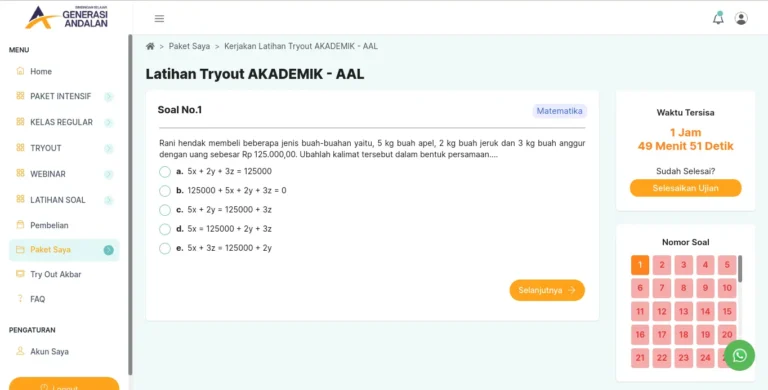 GENERASI
ANDALAN
MENU
Home
PAKET INTENSIF
KELAS REGULAR
TRYOUT
WEBINAR
LATIHAN SOAL
Pembelian
Paket Saya
Try Out Akbar
FAQ
PENGATURAN
Akun Saya
> Paket Saya > Kerjakan Latihan Tryout AKADEMIK - AAL
Latihan Tryout AKADEMIK - AAL
Soal No.1
Matematika
Rani hendak membeli beberapa jenis buah-buahan yaitu, 5 kg buah apel, 2 kg buah jeruk dan 3 kg buah anggur
dengan uang sebesar Rp 125.000,00. Ubahlah kalimat tersebut dalam bentuk persamaan....
a. 5x + 2y + 3z = 125000
b. 125000 + 5x + 2y + 3z = 0
c. 5x + 2y = 125000 + 3z
d. 5x = 125000 + 2y + 3z
e. 5x + 3z = 125000 + 2y
Selanjutnya
Waktu Tersisa
1 Jam
49 Menit 51 Detik
Sudah Selesai?
Selesaikan Ujian
Nomor Soal
1 2 3 4 5
6 7 8 9 10
11 12 13 14 15
16 17 18 19 20
21 22 23 24